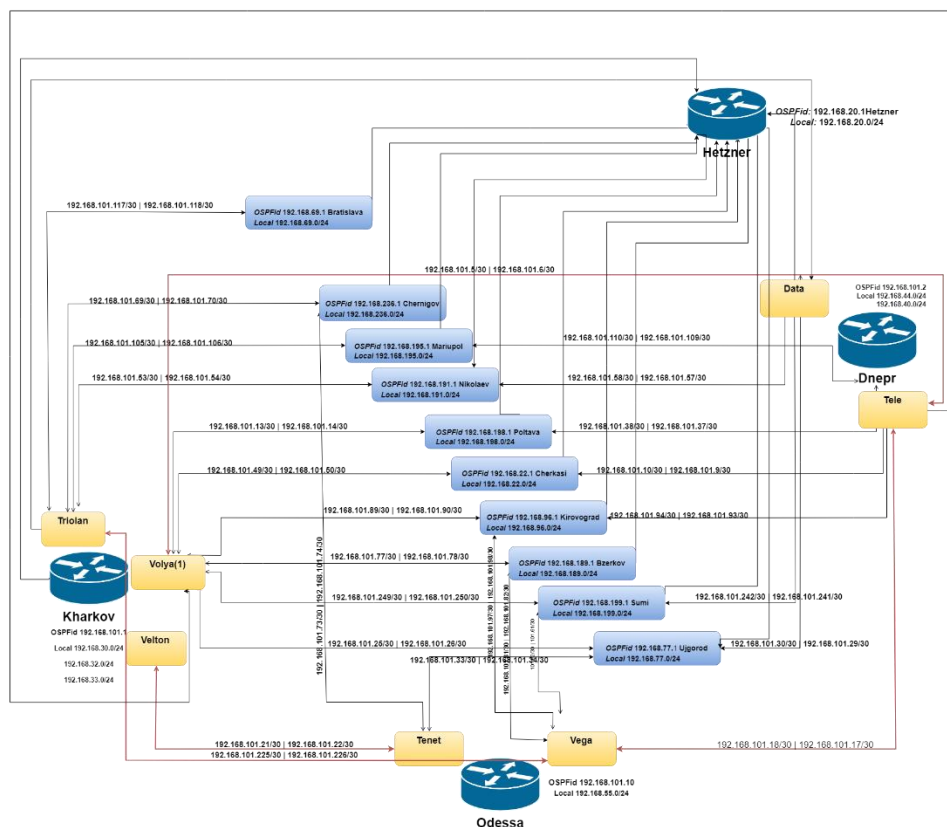 OSPFid: 192.168.20.1Hetzner
Local: 192.168.20.0/24
Hetzner
192.168.101.117/30 | 192.168.101.118/30
OSPFid 192.168.69.1 Bratislava
Local 192.168.69.0/24
192.168.101.5/30 | 192.168.101.6/30
Data
OSPFid 192.168.101.2
Local 192.168.44.0/24
192.168.40.0/24
Dnepr
192.168.101.69/30 | 192.168.101.70/30
OSPFid 192.168.236.1 Chernigov
Local 192.168.236.0/24
192.168.101.105/30 | 192.168.101.106/30
OSPFid 192.168.195.1 Mariupol
Local 192.168.195.0/24
192.168.101.110/30 | 192.168.101.109/30
192.168.101.53/30 | 192.168.101.54/30
OSPFid 192.168.191.1 Nikolaev
Local 192.168.191.0/24
192.168.101.58/30 | 192.168.101.57/30
Tele
192.168.101.13/30 | 192.168.101.14/30
OSPFid 192.168.198.1 Poltava
Local 192.168.198.0/24
192.168.101.38/30 | 192.168.101.37/30
192.168.101.49/30 | 192.168.101.50/30
OSPFid 192.168.22.1 Cherkasi
Local 192.168.22.0/24
192.168.101.10/30 | 192.168.101.9/30
Triolan
192.168.101.89/30 | 192.168.101.90/30
OSPFid 192.168.96.1 Kirovograd
Local 192.168.96.0/24
192.168.101.94/30 | 192.168.101.93/30
Volya(1)
192.168.101.77/30 | 192.168.101.78/30
OSPFid 192.168.189.1 Bzerkov
Local 192.168.189.0/24
Kharkov
OSPFid 192.168.101.1
Local 192.168.30.0/24
192.168.32.0/24
192.168.33.0/24
192.168.101.249/30 | 192.168.101.250/30
OSPFid 192.168.199.1 Sumi
Local 192.168.199.0/24
192.168.101.242/30 | 192.168.101.241/30
Velton
192.168.101.25/30 | 192.168.101.26/30
OSPFid 192.168.77.1 Ujgorod
Local 192.168.77.0/24
192.168.101.30/30 | 192.168.101.29/30
192.168.101.33/30 | 192.168.101.34/30
192.168.101.73/30 | 192.168.101.74/30
192.168.101.97/30 | 192.168.101.98/30
192.168.101.21/30 | 192.168.101.22/30
192.168.101.225/30 | 192.168.101.226/30
Tenet
Vega
192.168.101.18/30 | 192.168.101.17/30
OSPFid 192.168.101.10
Local 192.168.55.0/24
Odessa